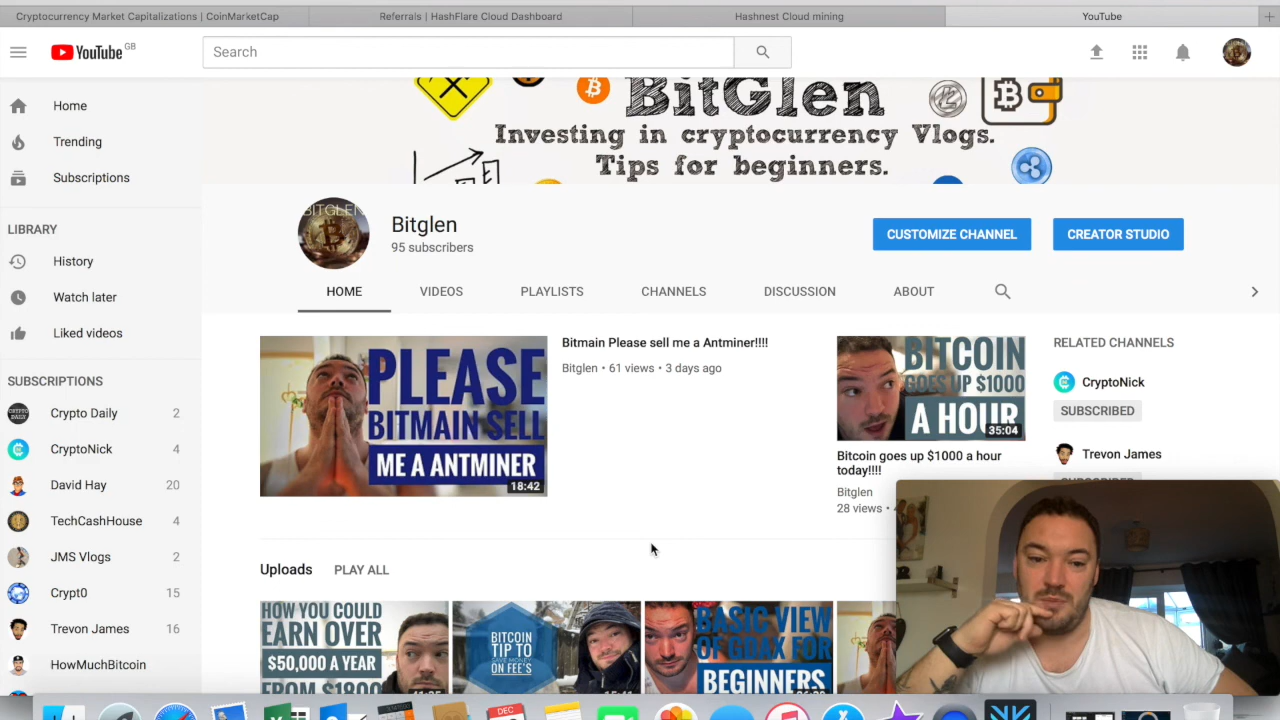 Cryptocurrency Market Capitalizations | CoinMarketCap
Referrals | HashFlare Cloud Dashboard
Hashnest Cloud mining
YouTube
YouTube GB
Search
BitGlen
Investing in cryptocurrency Vlogs.
Tips for beginners.
Home
Trending
Subscriptions
LIBRARY
History
Watch later
Liked videos
SUBSCRIPTIONS
Crypto Daily 2
CryptoNick 4
David Hay 20
TechCashHouse 4
JMS Vlogs 2
Crypt0 15
Trevon James 16
HowMuchBitcoin
BITGLEN
Bitglen
95 subscribers
CUSTOMIZE CHANNEL
CREATOR STUDIO
HOME
VIDEOS
PLAYLISTS
CHANNELS
DISCUSSION
ABOUT
PLEASE
BITMAIN SELL
ME A ANTMINER
18:42
Bitmain Please sell me a Antminer!!!!
Bitglen • 61 views • 3 days ago
BITCOIN
GOES UP $1000
A HOUR
35:04
Bitcoin goes up $1000 a hour
today!!!!
Bitglen
28 views •
RELATED CHANNELS
CryptoNick
SUBSCRIBED
Trevon James
SUBSCRIBED
Uploads
PLAY ALL
HOW YOU COULD
EARN OVER
$50,000 A YEAR
FROM $1800
BITCOIN
TIP TO
SAVE MONEY
ON FEE'S
BASIC VIEW
OF GDAX FOR
BEGINNERS
DEC